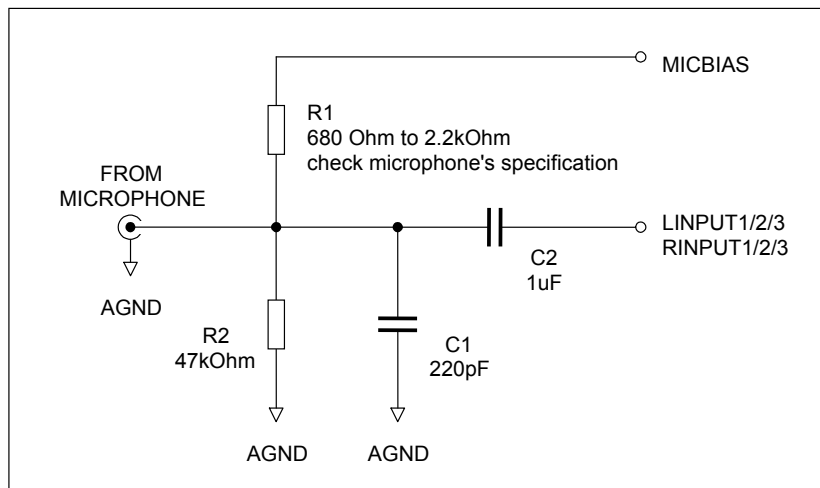 MICBIAS
R1
680 Ohm to 2.2kOhm
check microphone's specification
FROM
MICROPHONE
LINPUT1/2/3
RINPUT1/2/3
C2
1uF
AGND
R2
47kOhm
C1
220pF
AGND
AGND